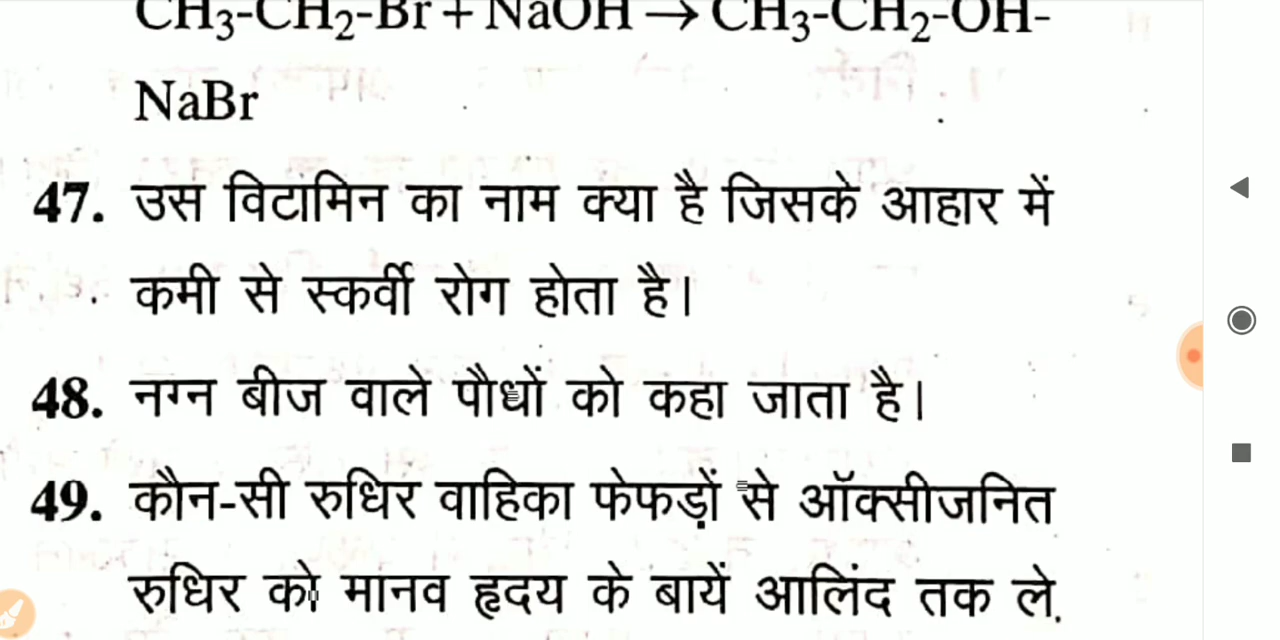 CH₃-CH₂-Br + NaOH → CH₃-CH₂-OH-
NaBr
47. उस विटामिन का नाम क्या है जिसके आहार में
कमी से स्कर्वी रोग होता है।
48. नग्न बीज वाले पौधों को कहा जाता है।
49. कौन-सी रुधिर वाहिका फेफड़ों से ऑक्सीजनित
रुधिर को मानव हृदय के बायें आलिंद तक ले.